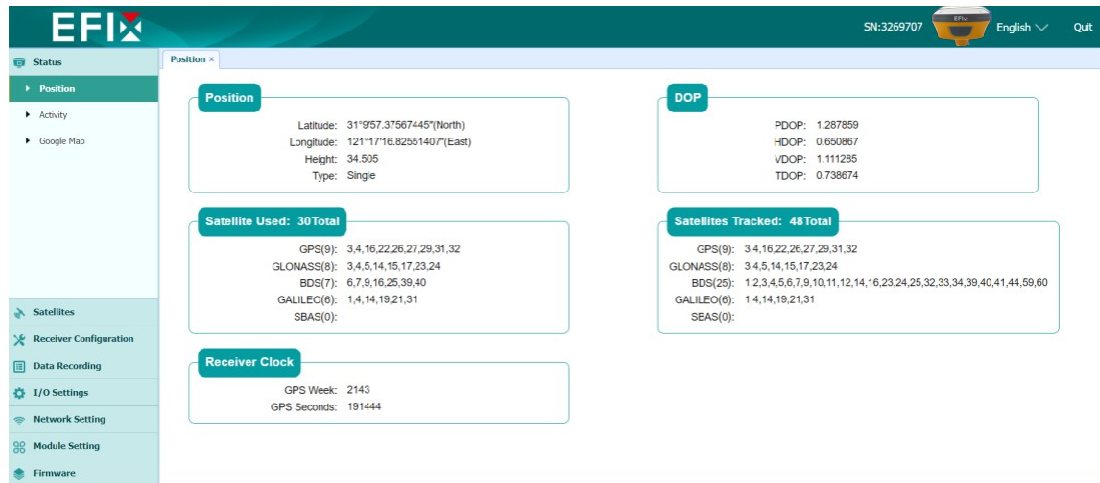 EFIX
SN:3269707
EFIX
English
Quit
Status
Position
Activity
Google Map
Satellites
Receiver Configuration
Data Recording
I/O Settings
Network Setting
Module Setting
Firmware
Position ×
Position
Latitude: 31°9'57.37567445"(North)
Longitude: 121°17'16.82551407"(East)
Height: 34.505
Type: Single
DOP
PDOP: 1.287859
HDOP: 0.650867
VDOP: 1.111285
TDOP: 0.738674
Satellite Used: 30Total
GPS(9): 3,4,16,22,26,27,29,31,32
GLONASS(8): 3,4,5,14,15,17,23,24
BDS(7): 6,7,9,16,25,39,40
GALILEO(6): 1,4,14,19,21,31
SBAS(0):
Satellites Tracked: 48Total
GPS(9): 3,4,16,22,26,27,29,31,32
GLONASS(8): 3,4,5,14,15,17,23,24
BDS(25): 1,2,3,4,5,6,7,9,10,11,12,14,16,23,24,25,32,33,34,39,40,41,44,59,60
GALILEO(6): 1,4,14,19,21,31
SBAS(0):
Receiver Clock
GPS Week: 2143
GPS Seconds: 191444